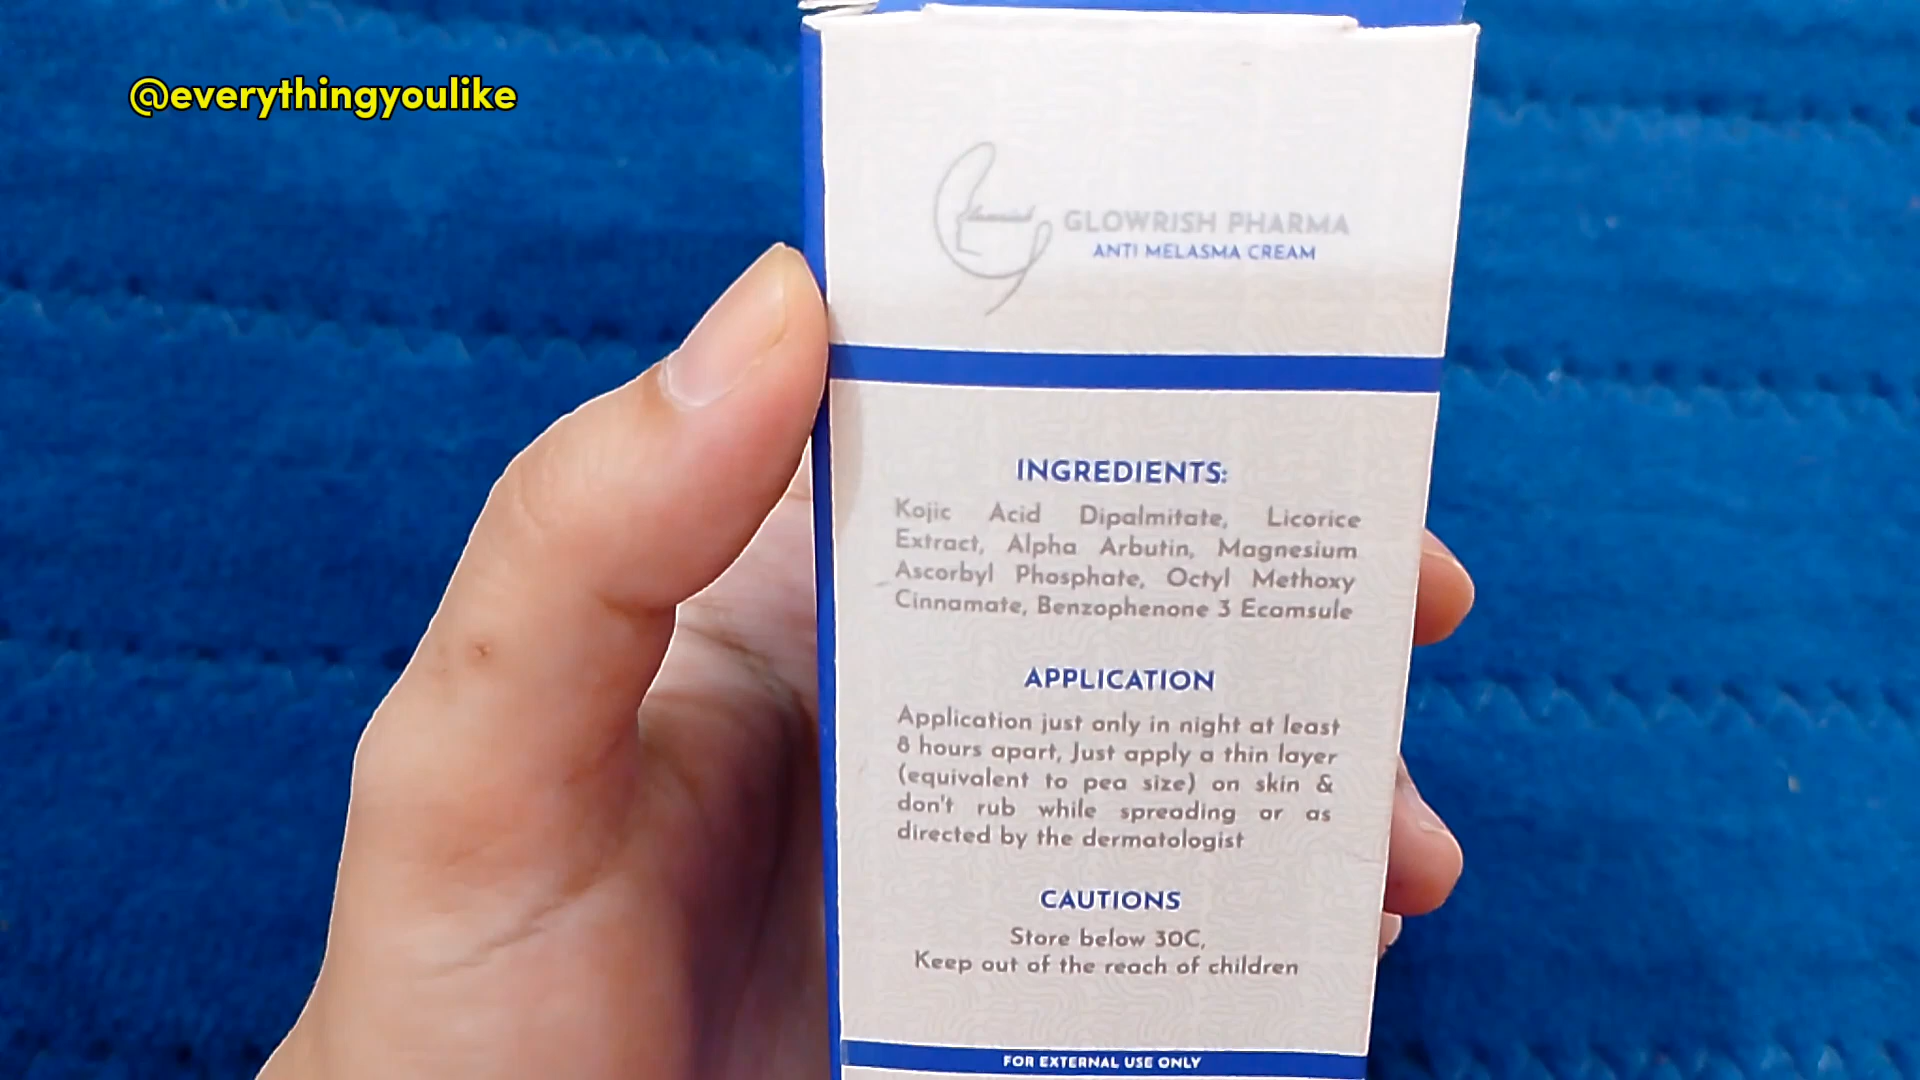 @everythingyoulike
GLOWRISH PHARMA
ANTI MELASMA CREAM
INGREDIENTS:
Kojic Acid Dipalmitate, Licorice
Extract, Alpha Arbutin, Magnesium
Ascorbyl Phosphate, Octyl Methoxy
Cinnamate, Benzophenone 3 Ecamsule
APPLICATION
Application just only in night at least
8 hours apart, Just apply a thin layer
(equivalent to pea size) on skin &
don't rub while spreading or as
directed by the dermatologist
CAUTIONS
Store below 30C,
Keep out of the reach of children
FOR EXTERNAL USE ONLY